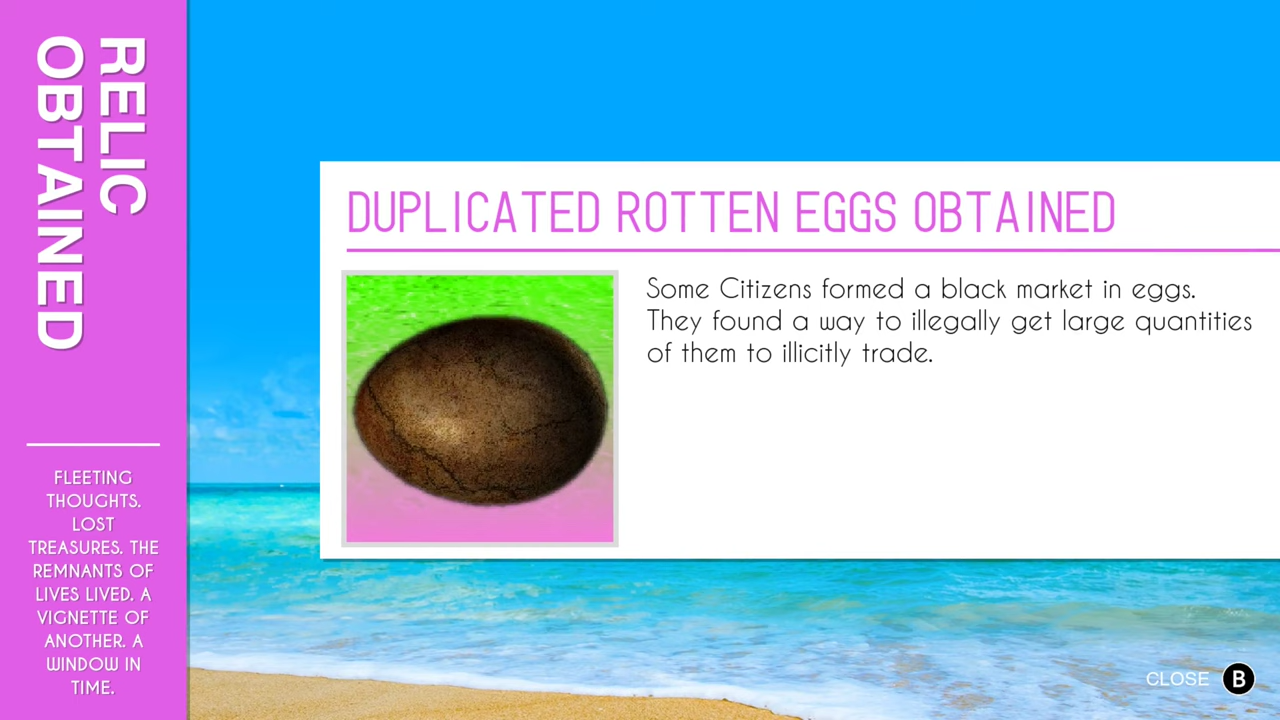 RELIC
OBTAINED
FLEETING
THOUGHTS.
LOST
TREASURES. THE
REMNANTS OF
LIVES LIVED. A
VIGNETTE OF
ANOTHER. A
WINDOW IN
TIME.
DUPLICATED ROTTEN EGGS OBTAINED
Some Citizens formed a black market in eggs.
They found a way to illegally get large quantities
of them to illicitly trade.
CLOSE B